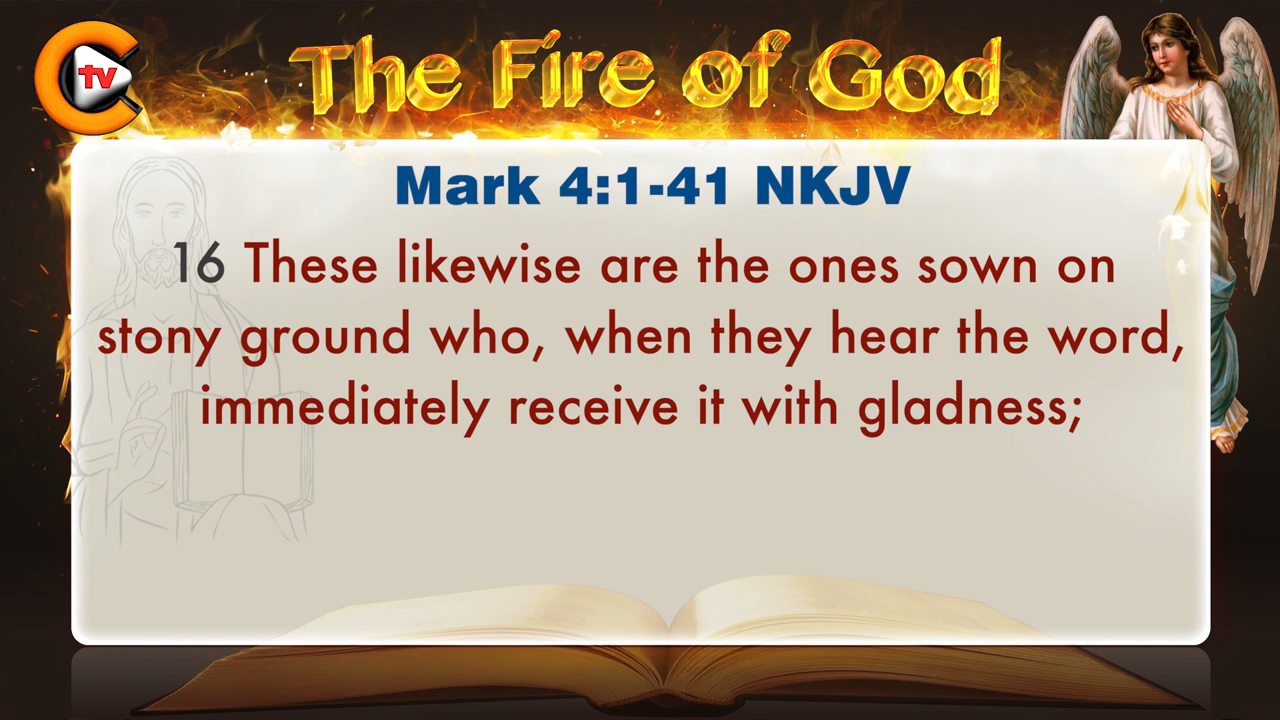 tv
The Fire of God
Mark 4:1-41 NKJV
16 These likewise are the ones sown on
stony ground who, when they hear the word,
immediately receive it with gladness;